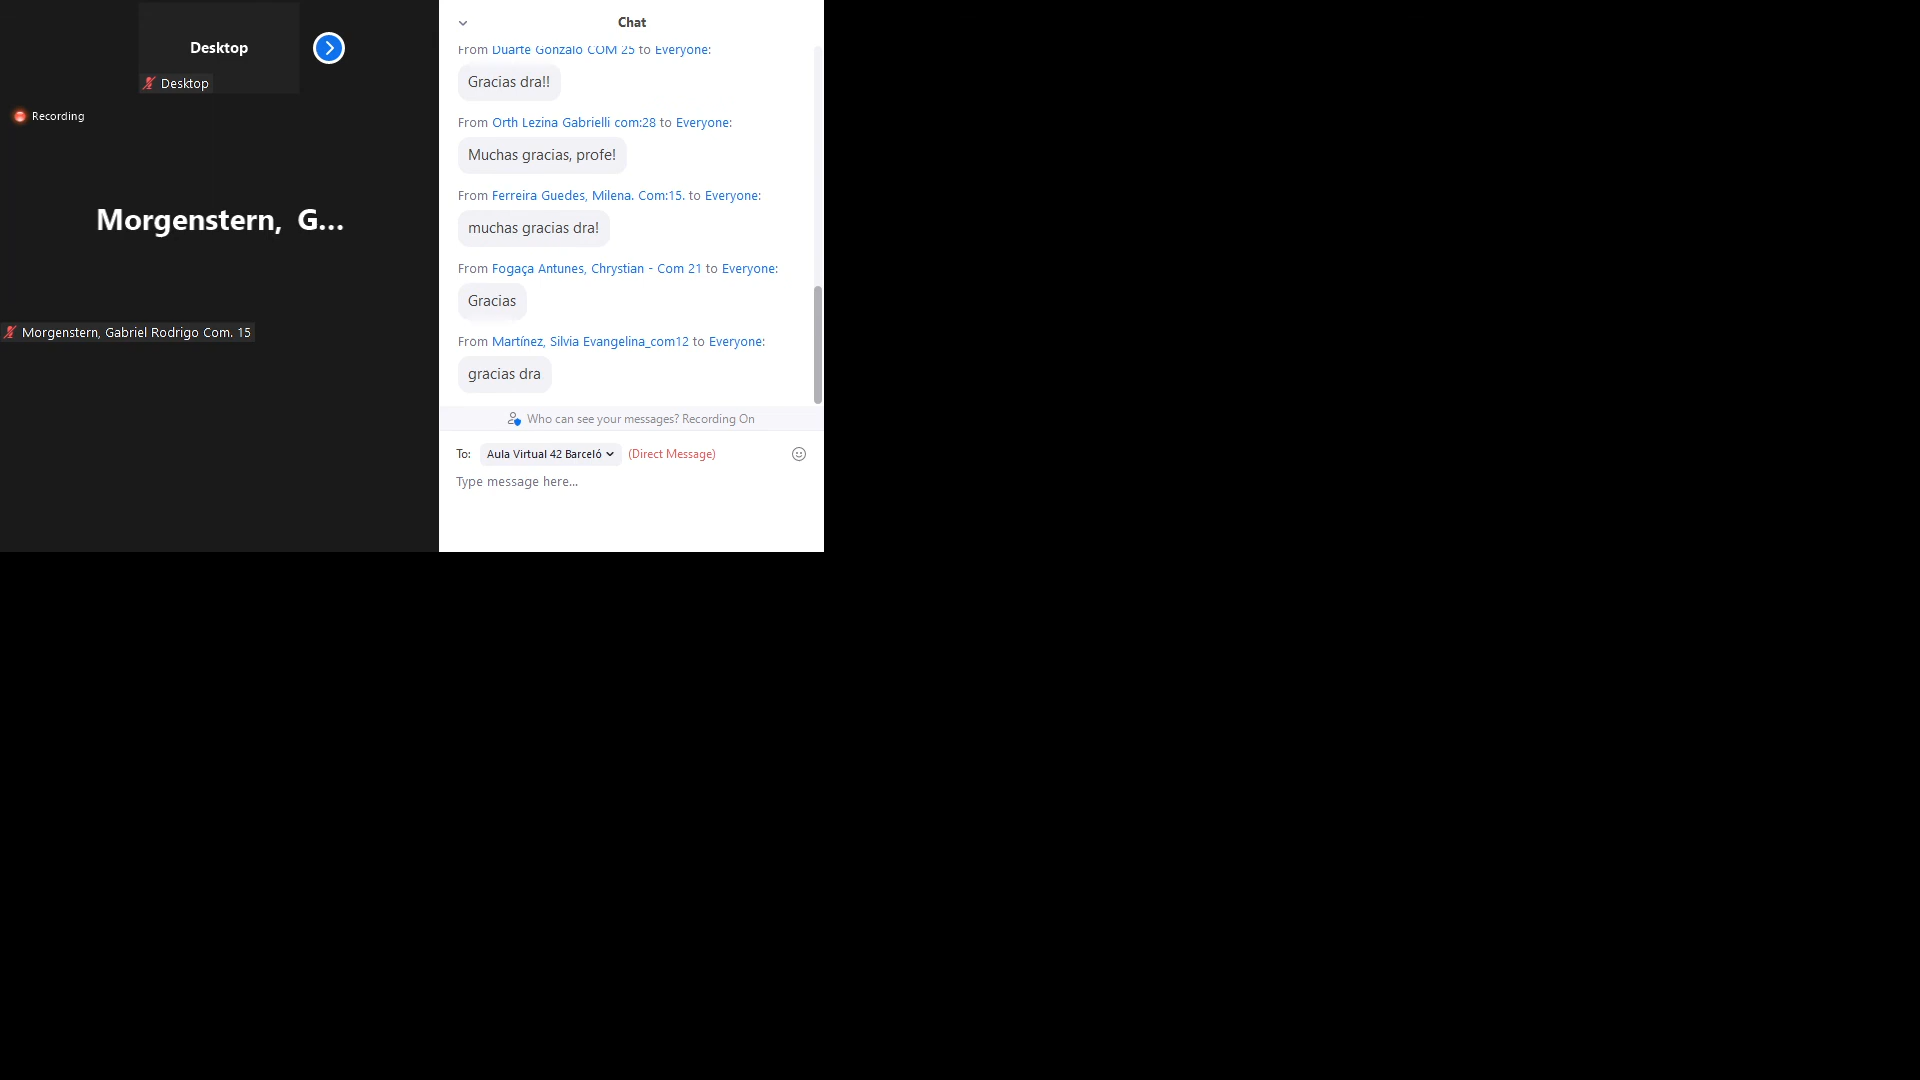 Desktop
Desktop
Recording
Morgenstern, G...
Morgenstern, Gabriel Rodrigo Com. 15
Chat
From Duarte Gonzalo COM 25 to Everyone:
Gracias dra!!
From Orth Lezina Gabrielli com:28 to Everyone:
Muchas gracias, profe!
From Ferreira Guedes, Milena. Com:15. to Everyone:
muchas gracias dra!
From Fogaça Antunes, Chrystian - Com 21 to Everyone:
Gracias
From Martínez, Silvia Evangelina_com12 to Everyone:
gracias dra
Who can see your messages? Recording On
To: Aula Virtual 42 Barceló (Direct Message)
Type message here...